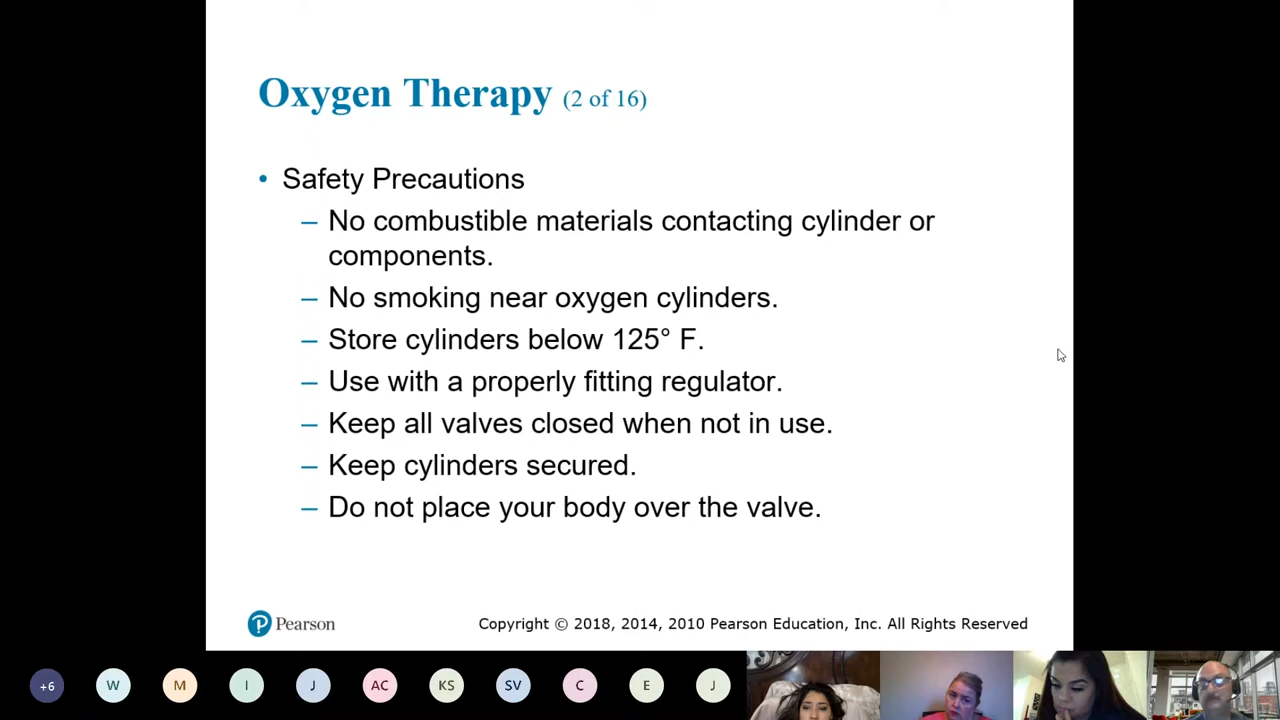 Oxygen Therapy (2 of 16)
• Safety Precautions
– No combustible materials contacting cylinder or
components.
– No smoking near oxygen cylinders.
– Store cylinders below 125° F.
– Use with a properly fitting regulator.
– Keep all valves closed when not in use.
– Keep cylinders secured.
– Do not place your body over the valve.
P Pearson
Copyright © 2018, 2014, 2010 Pearson Education, Inc. All Rights Reserved
+6 W M I J AC KS SV C E J